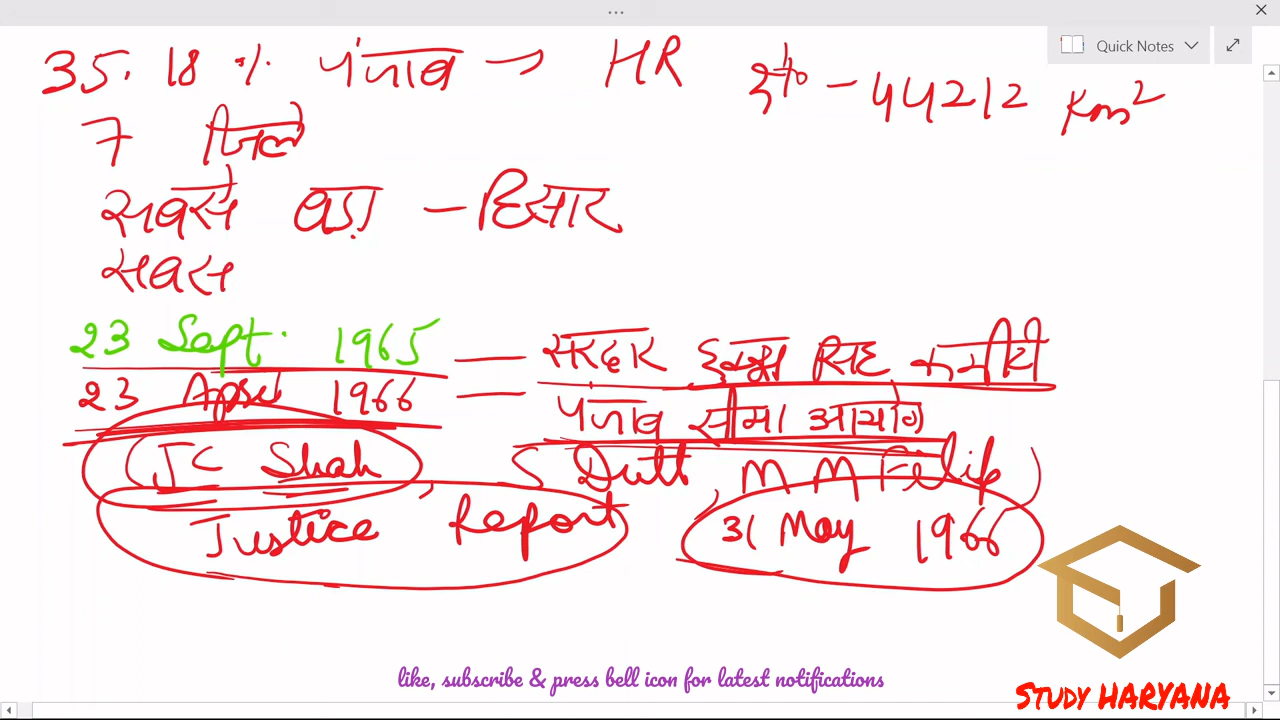 Quick Notes
35.18 % पंजाब → HR क्षे० - 44212 Km²
7 जिले
सबसे बड़ा - हिसार
सबस
23 Sept. 1965 = सरदार हुकम सिंह कमेटी
23 April 1966 = पंजाब सीमा आयोग
(JC Shah, S Dutt, M M Felip)
Justice Report 31 May 1966
like, subscribe & press bell icon for latest notifications
STUDY HARYANA